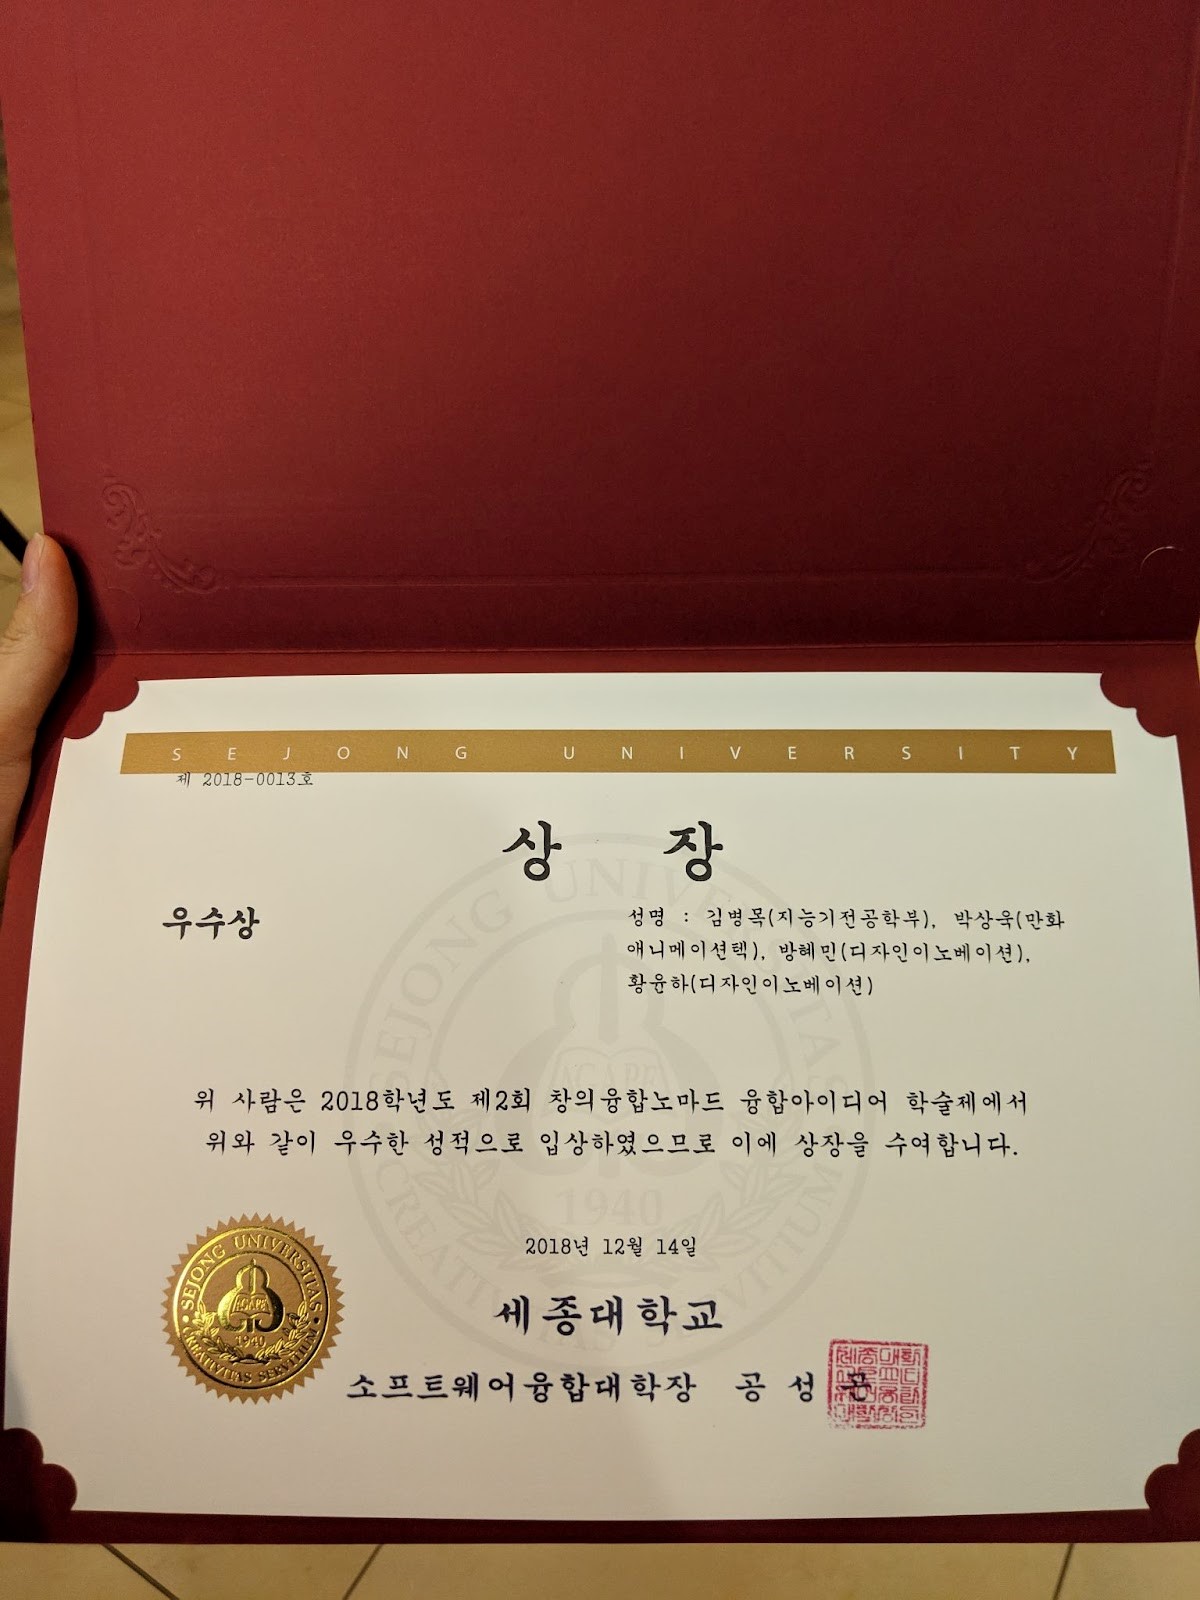 SEJONG UNIVERSITY
제 2018-0013호
상 장
우수상
성명 : 김병목(지능기전공학부), 박상욱(만화
애니메이션텍), 방혜민(디자인이노베이션),
황윤하(디자인이노베이션)
위 사람은 2018학년도 제2회 창의융합노마드 융합아이디어 학술제에서
위와 같이 우수한 성적으로 입상하였으므로 이에 상장을 수여합니다.
2018년 12월 14일
세종대학교
소프트웨어융합대학장 공 성
SEJONG UNIVERSITAS
AGAPE
1940
CREATIVITAS SERVITIUM